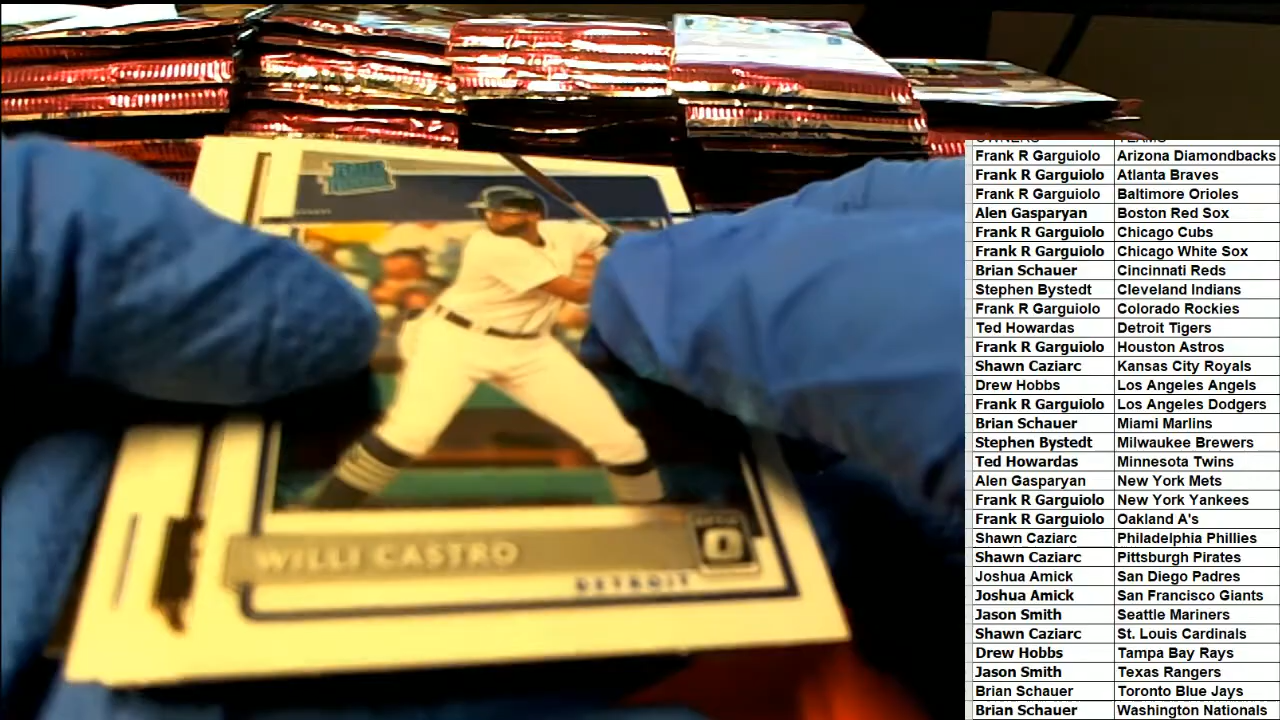 OWNERS TEAMS
Frank R Garguiolo Arizona Diamondbacks
Frank R Garguiolo Atlanta Braves
Frank R Garguiolo Baltimore Orioles
Alen Gasparyan Boston Red Sox
Frank R Garguiolo Chicago Cubs
Frank R Garguiolo Chicago White Sox
Brian Schauer Cincinnati Reds
Stephen Bystedt Cleveland Indians
Frank R Garguiolo Colorado Rockies
Ted Howardas Detroit Tigers
Frank R Garguiolo Houston Astros
Shawn Caziarc Kansas City Royals
Drew Hobbs Los Angeles Angels
Frank R Garguiolo Los Angeles Dodgers
Brian Schauer Miami Marlins
Stephen Bystedt Milwaukee Brewers
Ted Howardas Minnesota Twins
Alen Gasparyan New York Mets
Frank R Garguiolo New York Yankees
Frank R Garguiolo Oakland A's
Shawn Caziarc Philadelphia Phillies
Shawn Caziarc Pittsburgh Pirates
Joshua Amick San Diego Padres
Joshua Amick San Francisco Giants
Jason Smith Seattle Mariners
Shawn Caziarc St. Louis Cardinals
Drew Hobbs Tampa Bay Rays
Jason Smith Texas Rangers
Brian Schauer Toronto Blue Jays
Brian Schauer Washington Nationals
WILLI CASTRO
DETROIT